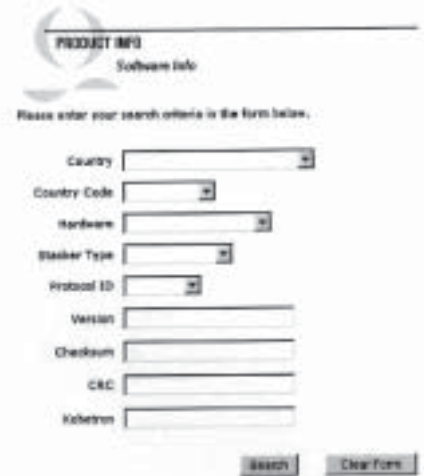 PRODUCT INFO
Software Info
Please enter your search criteria in the form below.
Country
Country Code
Hardware
Stacker Type
Protocol ID
Version
Checksum
CRC
Kobetron
Search
Clear Form